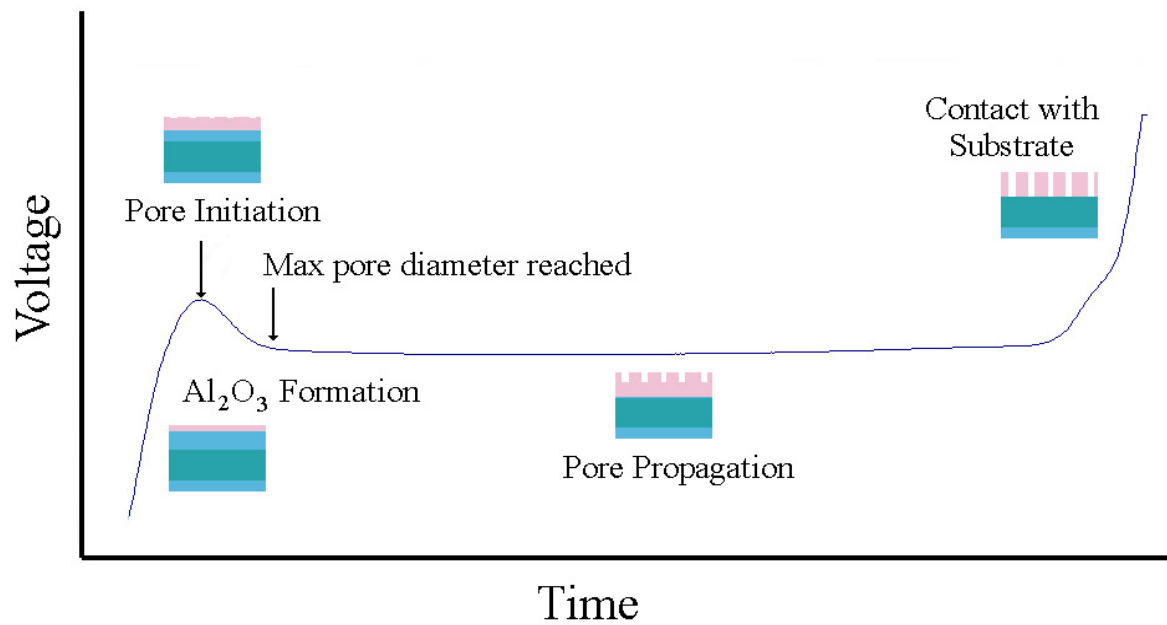 Contact with
Substrate
Pore Initiation
Max pore diameter reached
Voltage
Al₂O₃ Formation
Pore Propagation
Time